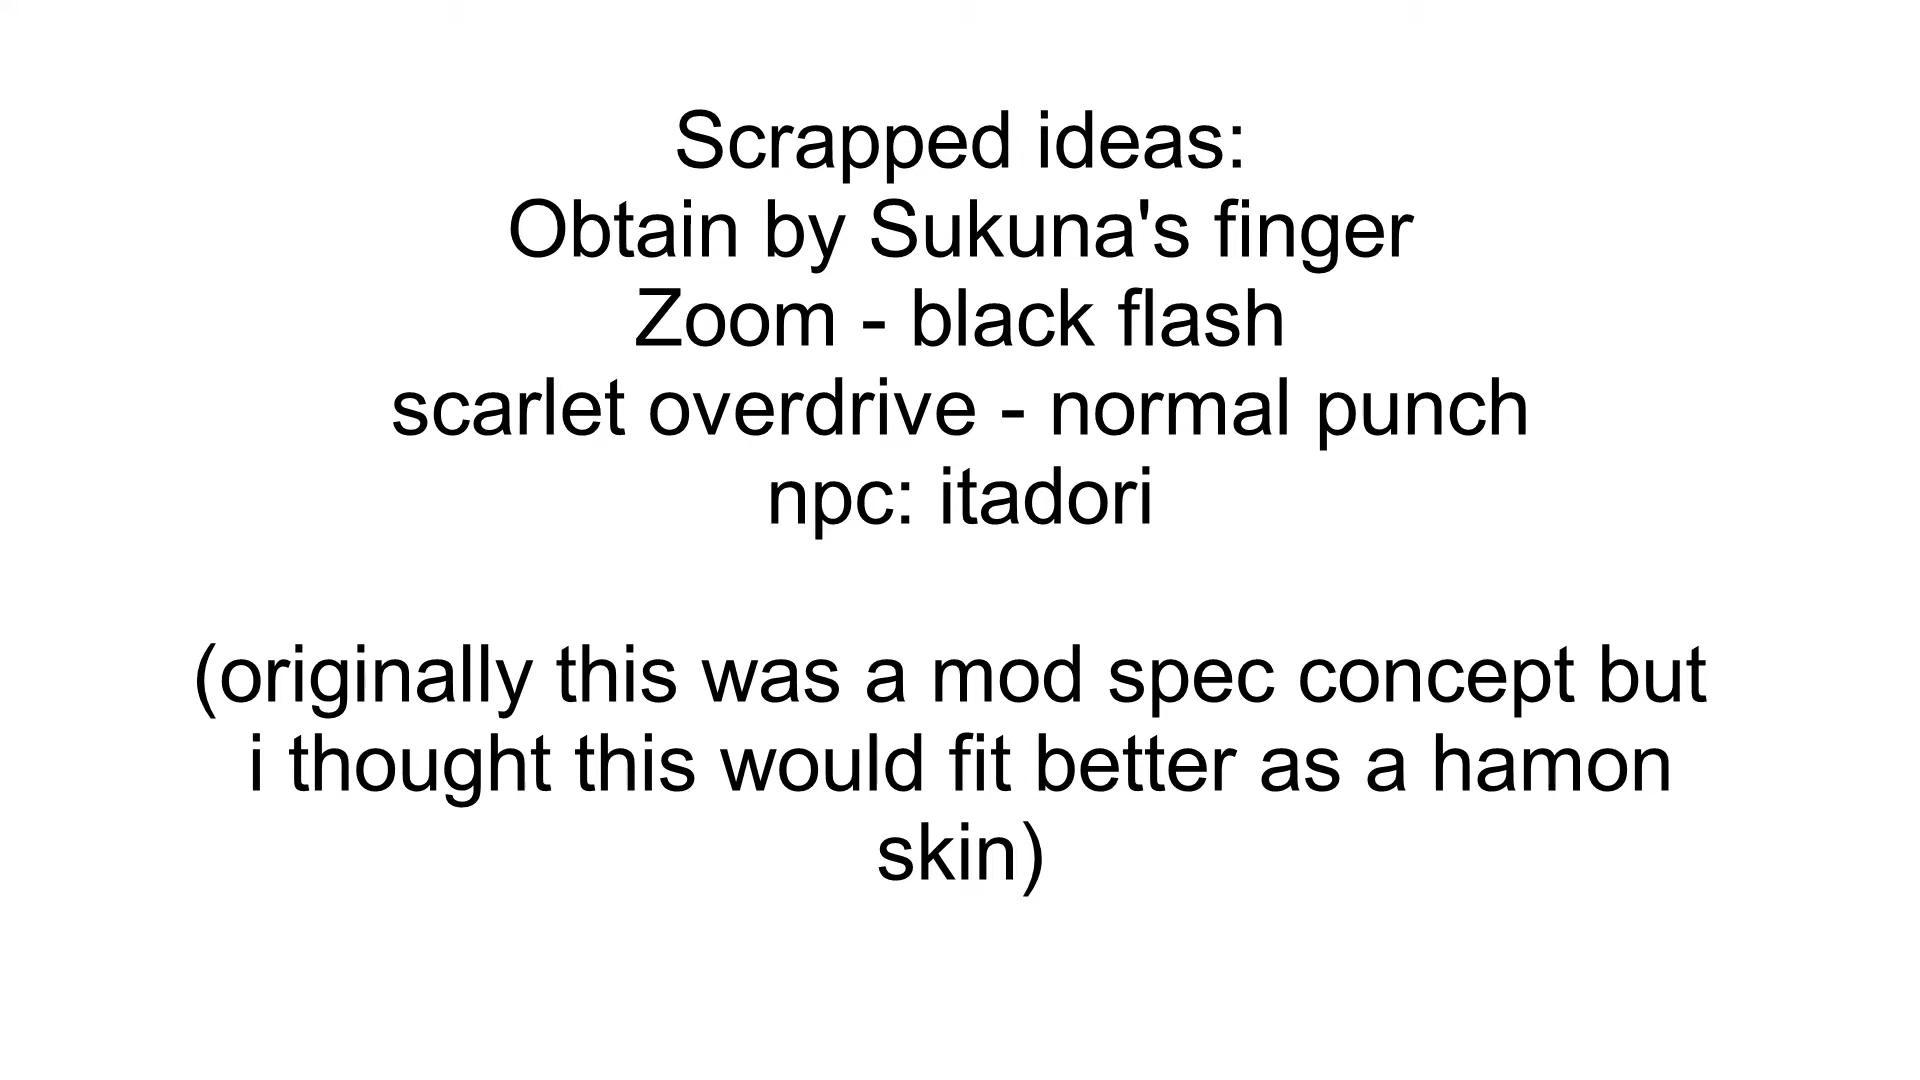 Scrapped ideas:
Obtain by Sukuna's finger
Zoom - black flash
scarlet overdrive - normal punch
npc: itadori
(originally this was a mod spec concept but
i thought this would fit better as a hamon
skin)